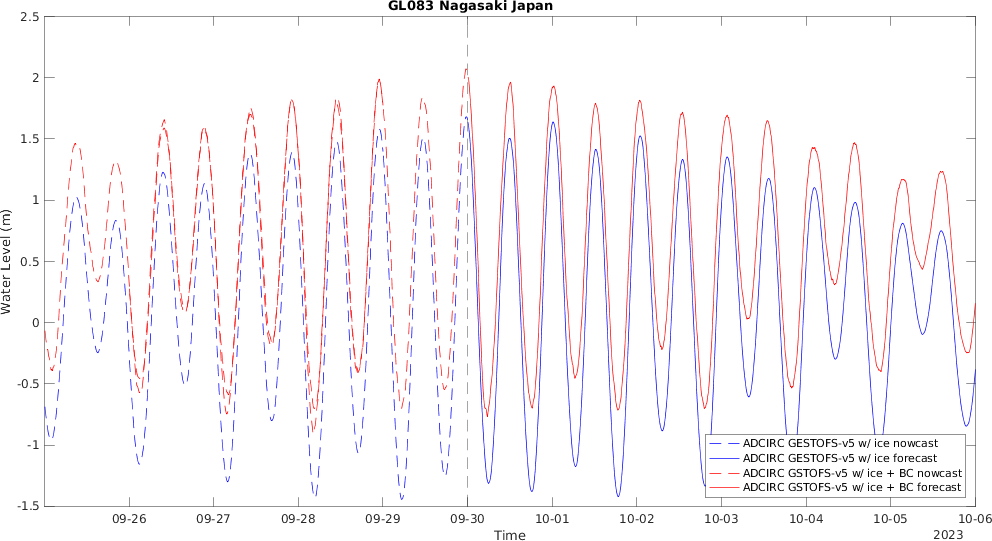 GL083 Nagasaki Japan
2.5
2
1.5
1
0.5
0
-0.5
-1
-1.5
Water Level (m)
ADCIRC GESTOFS-v5 w/ ice nowcast
ADCIRC GESTOFS-v5 w/ ice forecast
ADCIRC GSTOFS-v5 w/ ice + BC nowcast
ADCIRC GSTOFS-v5 w/ ice + BC forecast
09-26 09-27 09-28 09-29 09-30 10-01 10-02 10-03 10-04 10-05 10-06
Time
2023